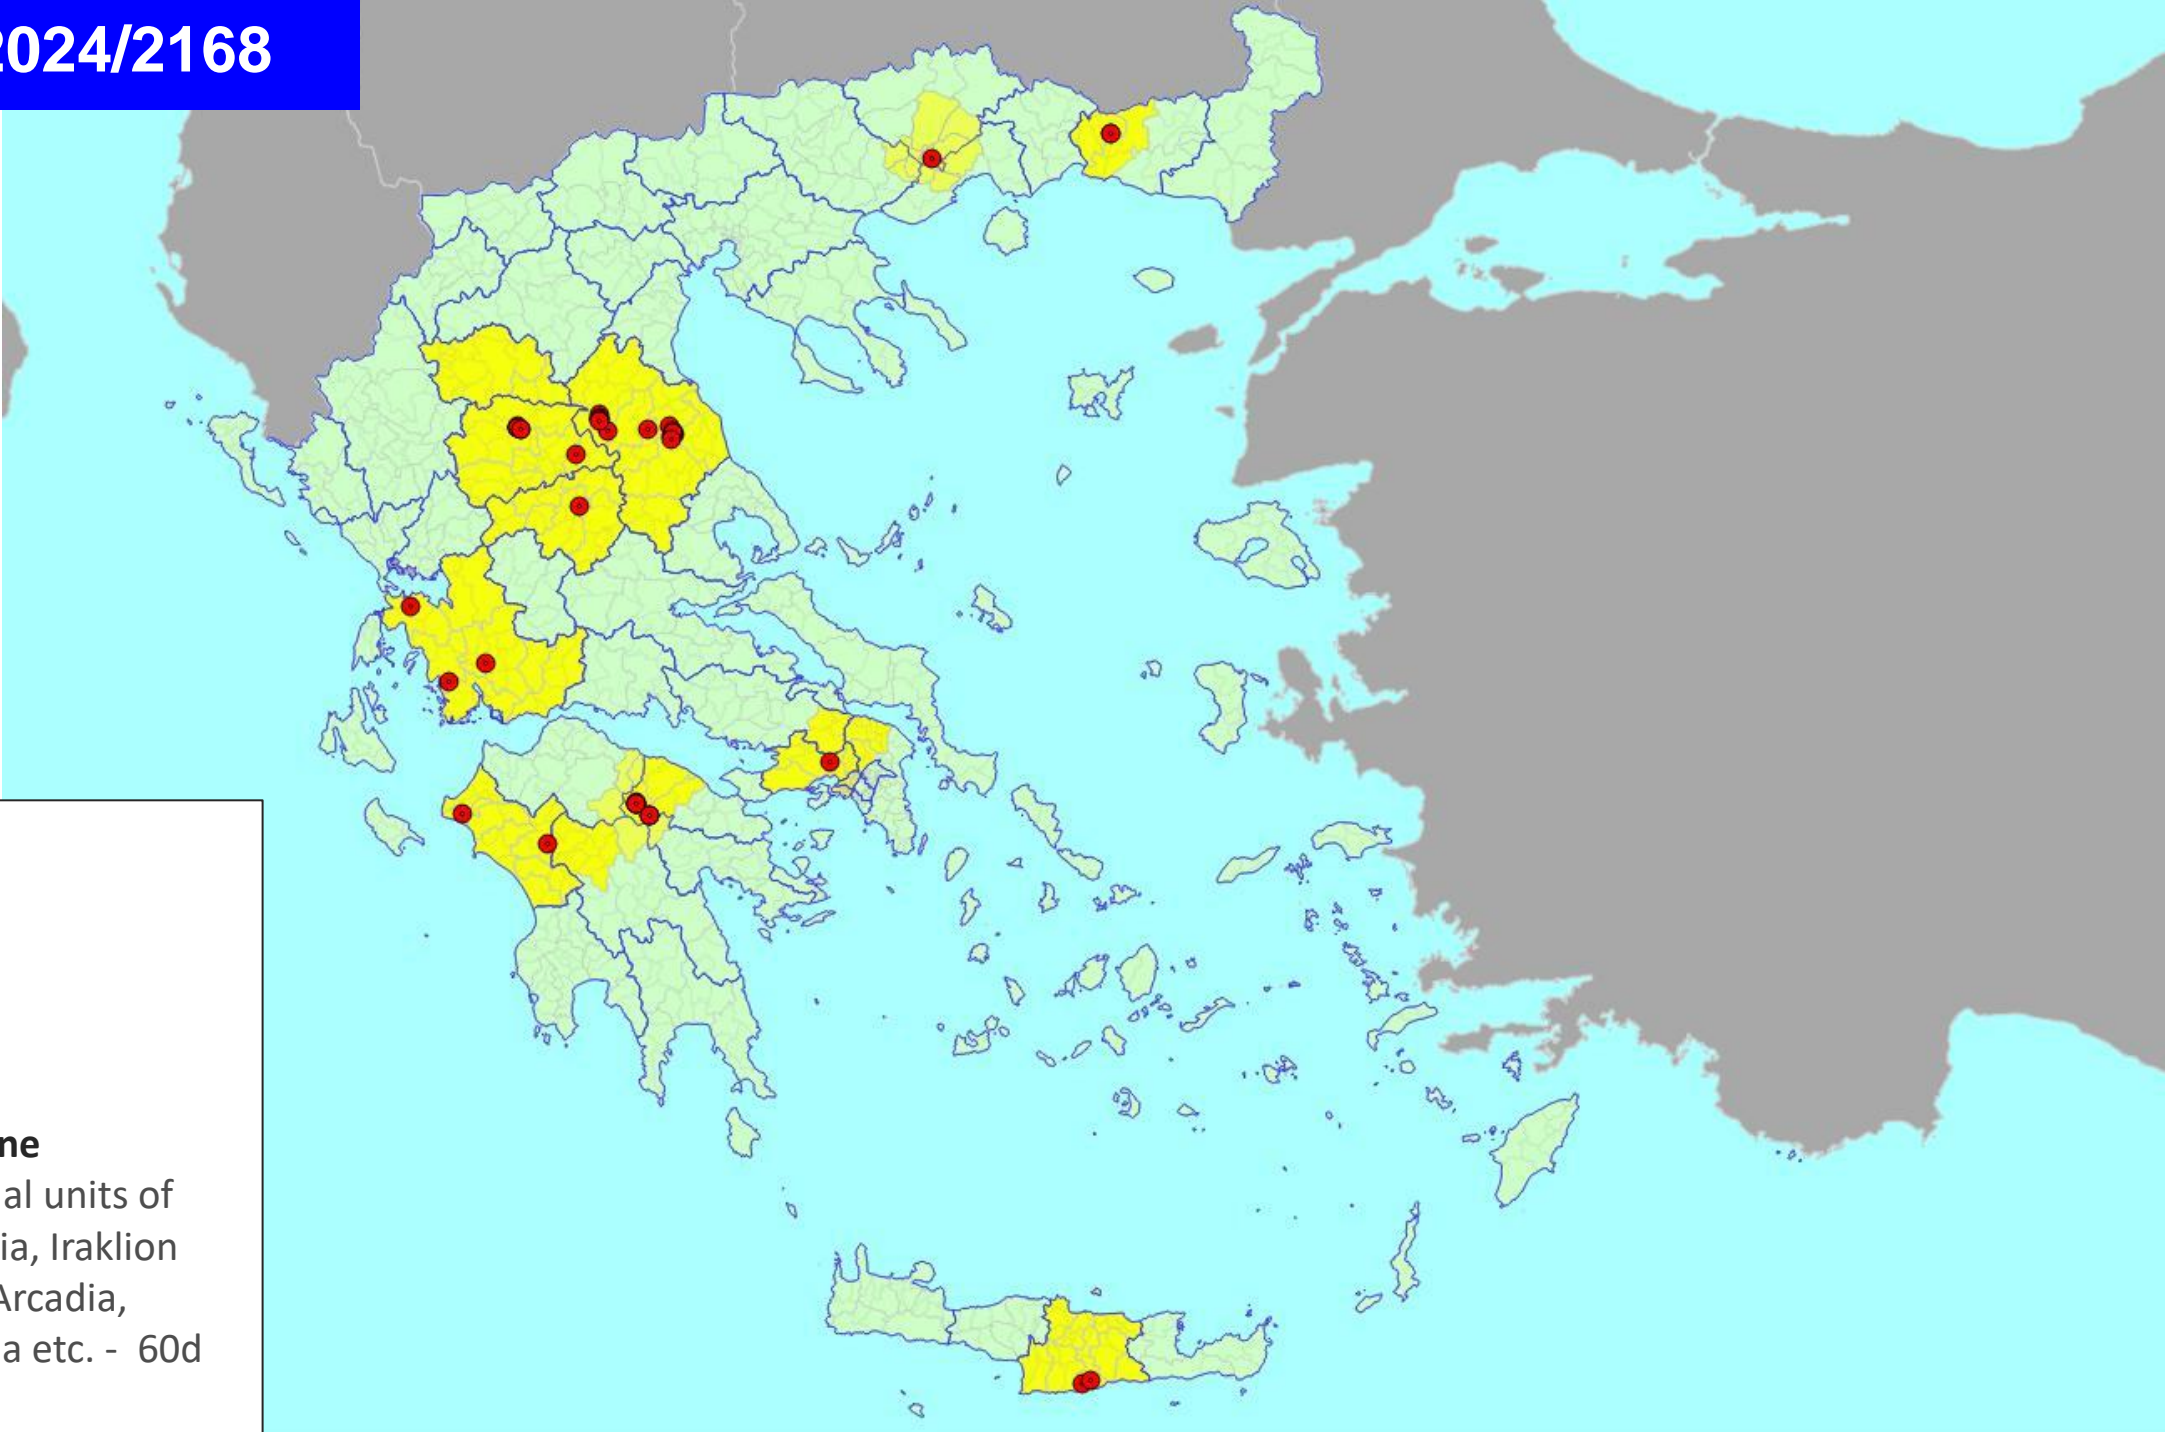 2024/2168
ne
al units of
ia, Iraklion
Arcadia,
a etc. - 60d